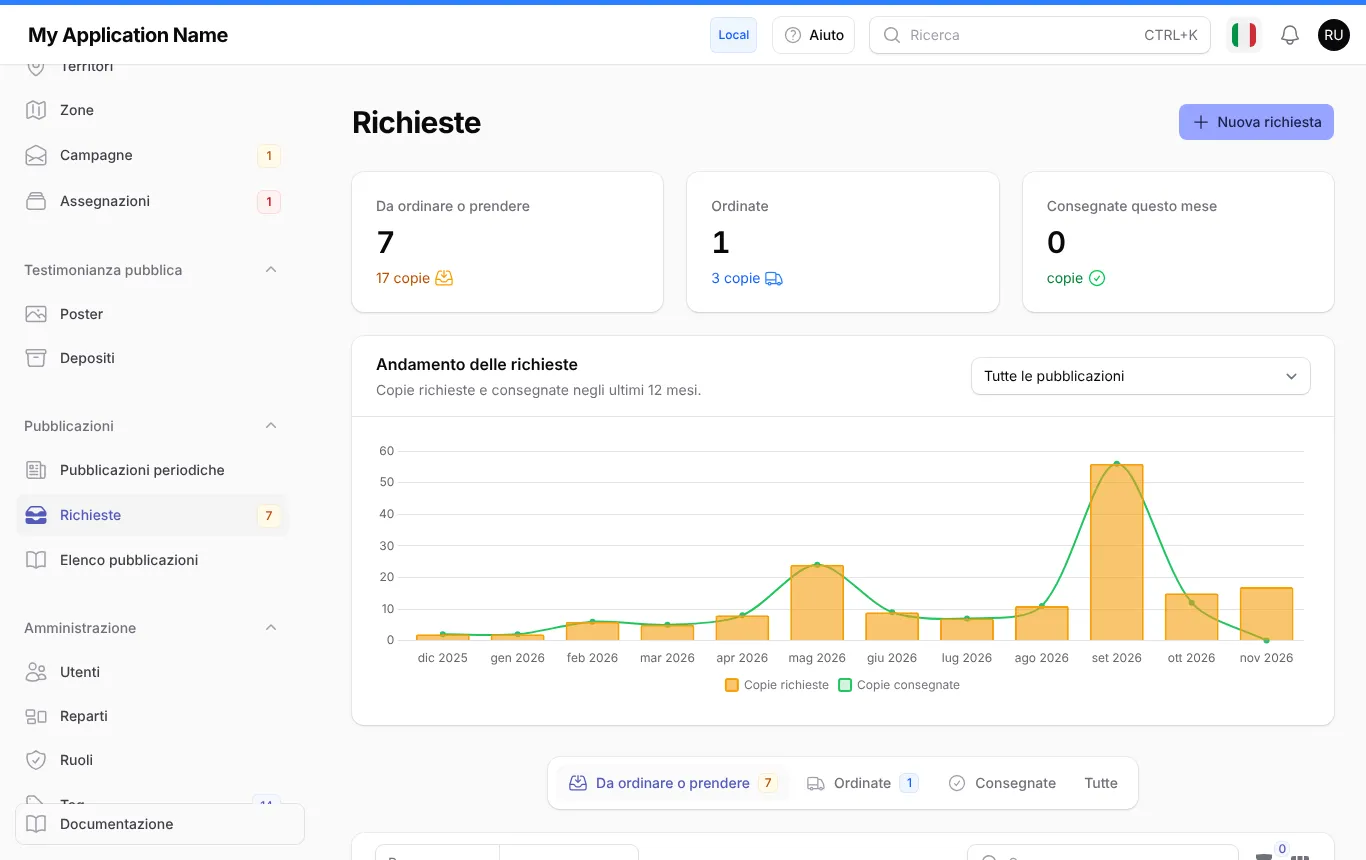 My Application Name
Local
Aiuto
Ricerca
CTRL+K
RU
Territori
Zone
Campagne
1
Assegnazioni
1
Testimonianza pubblica
Poster
Depositi
Pubblicazioni
Pubblicazioni periodiche
Richieste
7
Elenco pubblicazioni
Amministrazione
Utenti
Reparti
Ruoli
Tag
14
Documentazione
Richieste
Nuova richiesta
Da ordinare o prendere
7
17 copie
Ordinate
1
3 copie
Consegnate questo mese
0
copie
Andamento delle richieste
Copie richieste e consegnate negli ultimi 12 mesi.
Tutte le pubblicazioni
60
50
40
30
20
10
0
dic 2025 gen 2026 feb 2026 mar 2026 apr 2026 mag 2026 giu 2026 lug 2026 ago 2026 set 2026 ott 2026 nov 2026
Copie richieste Copie consegnate
Da ordinare o prendere 7 Ordinate 1 Consegnate Tutte
0